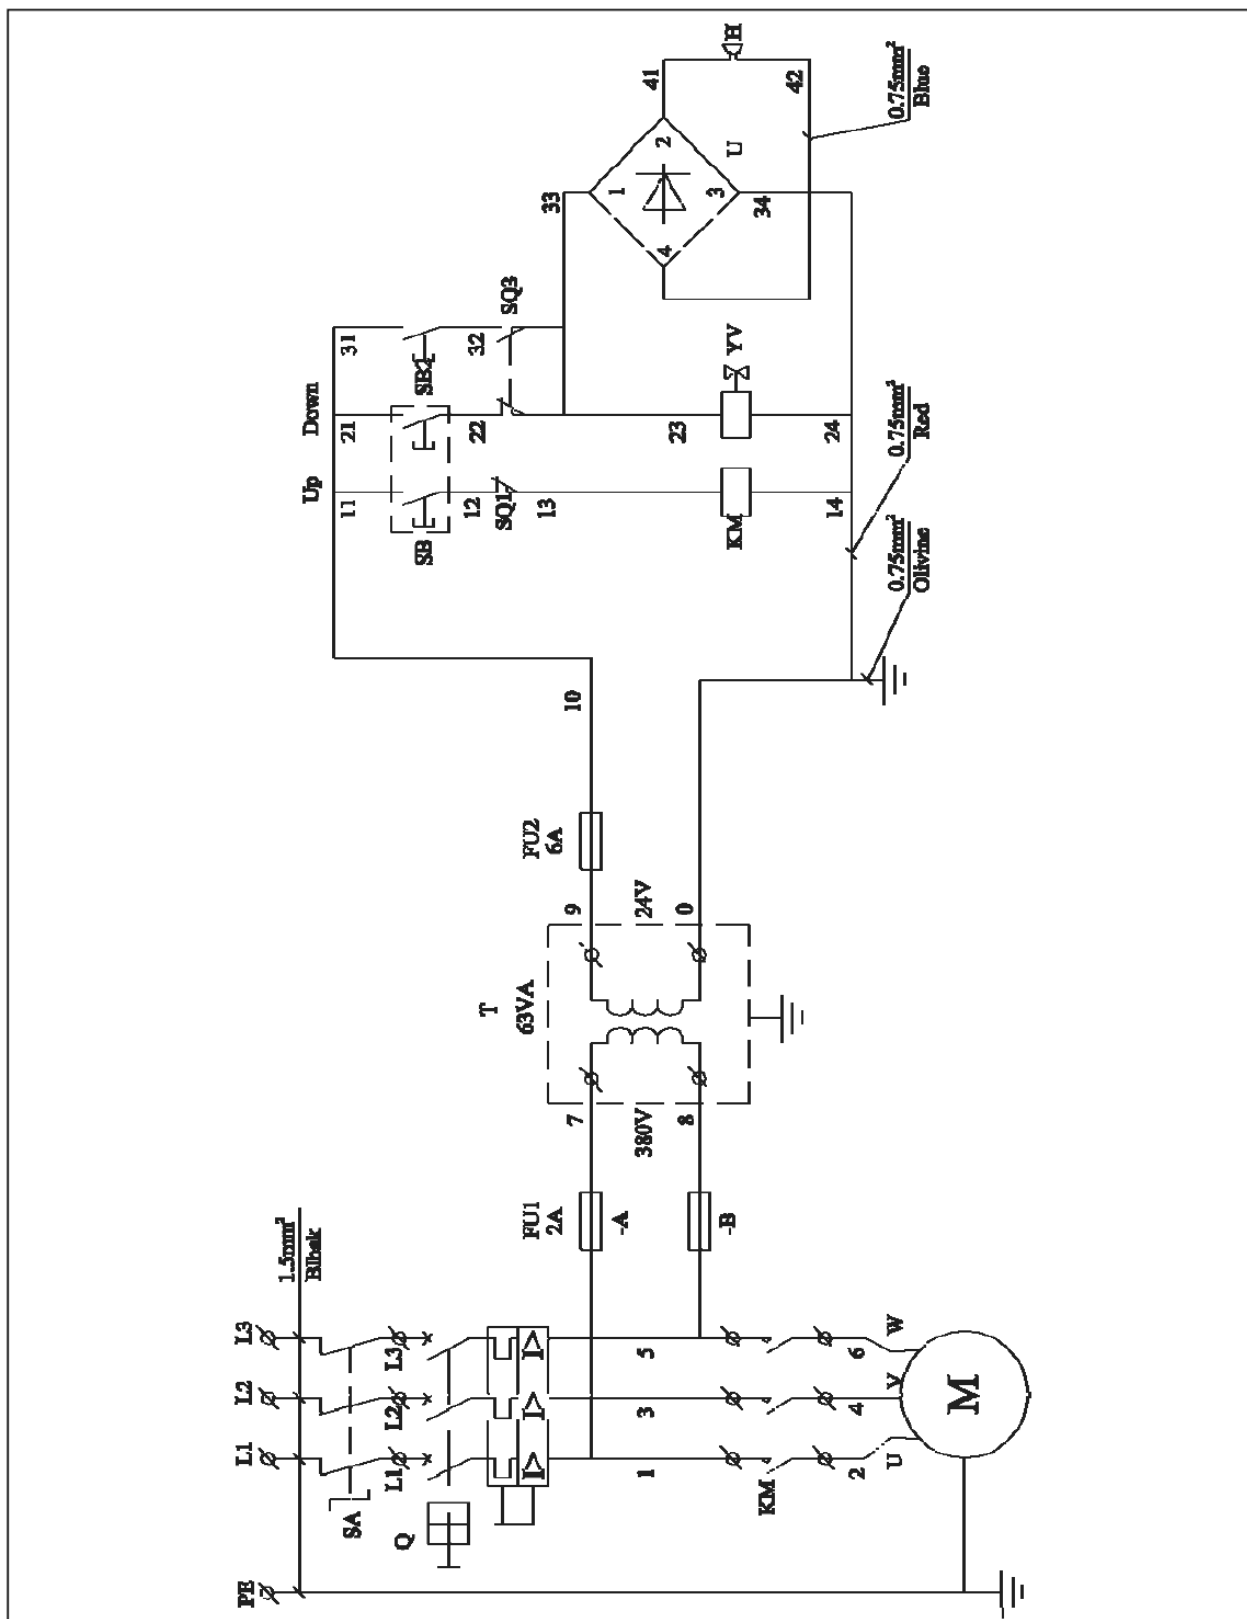 PE
L1
L2
L3
1.5mm²
Blbak
SA
L1
L2
L3
Q
I>
I>
I>
1
3
5
KM
2
4
6
U
V
W
M
FU1
2A
-A
-B
7
380V
8
T
63VA
9
24V
0
FU2
6A
10
Up
Down
11
21
31
SB
SB2
12
22
32
SQ1
SQ3
13
33
23
KM
YV
14
24
1
2
3
4
U
34
41
42
H
0.75mm²
Olivine
0.75mm²
Red
0.75mm²
Blue